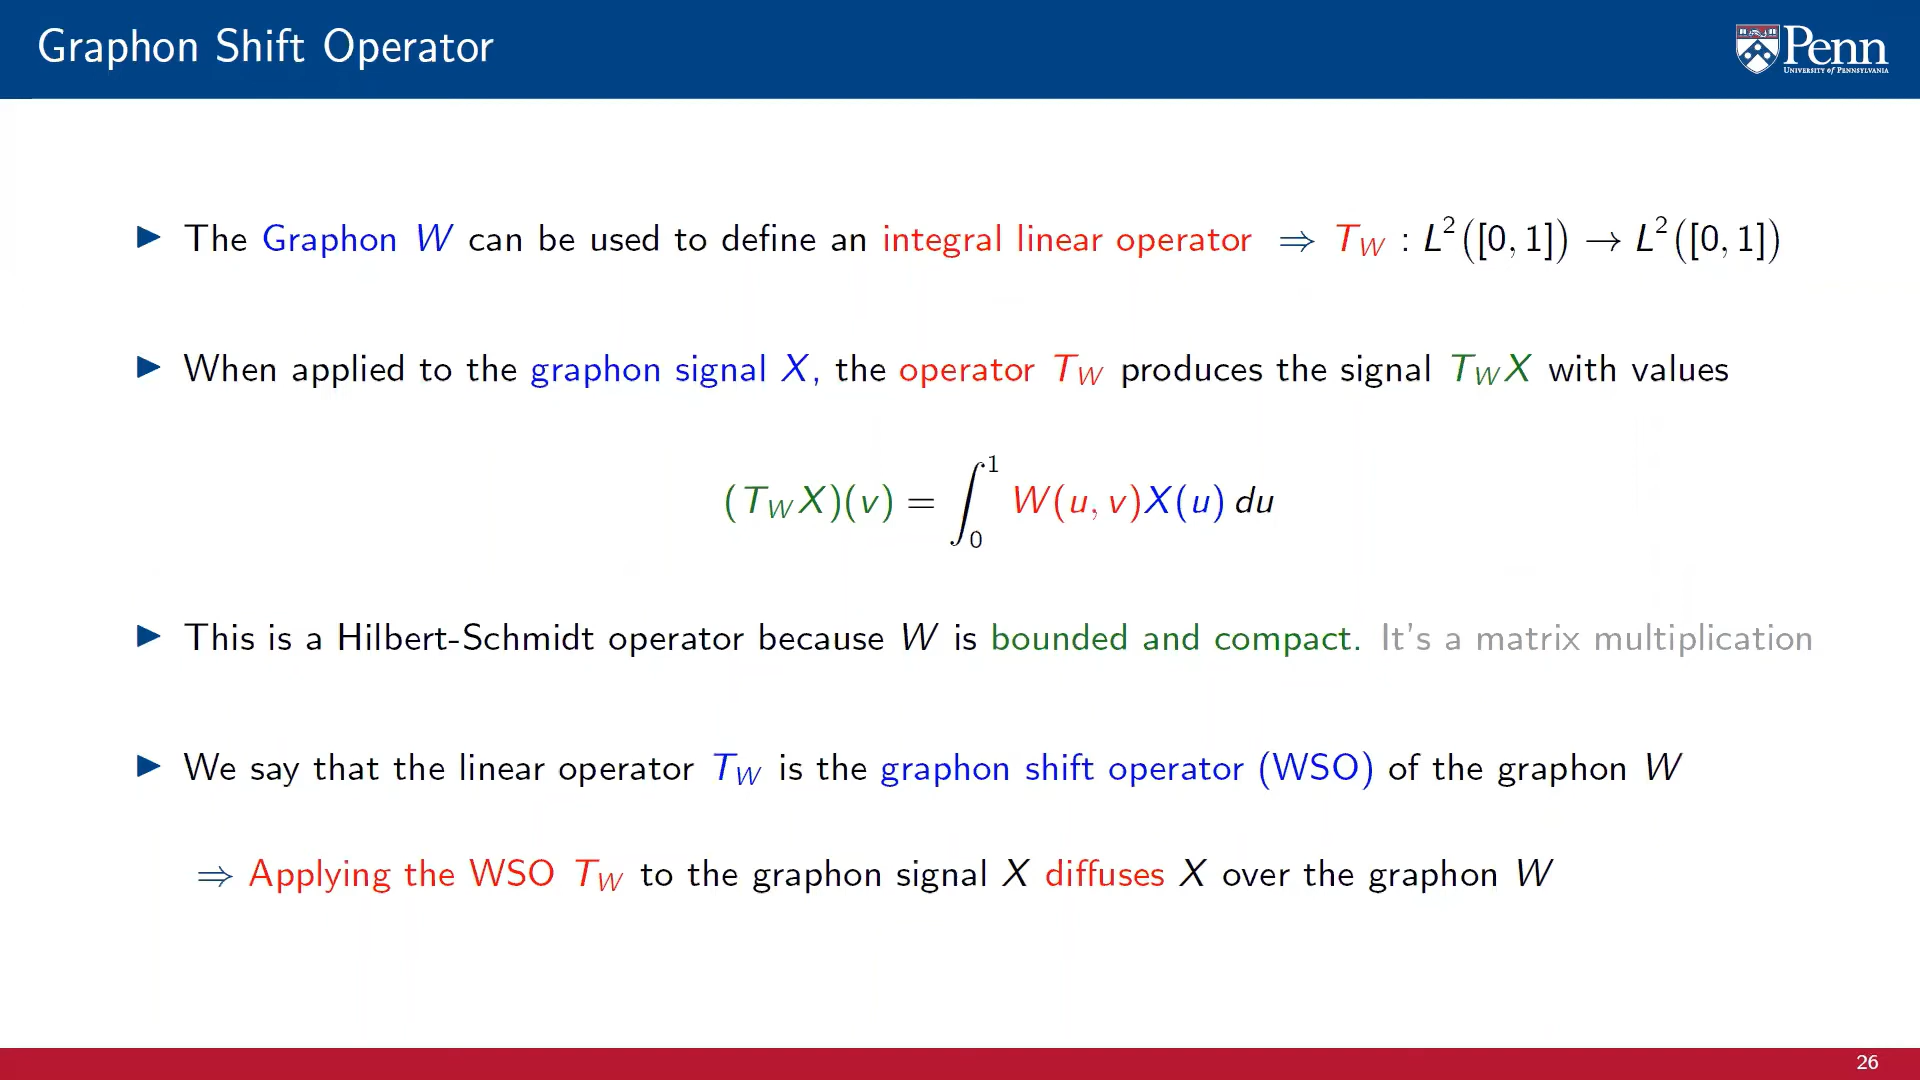 Graphon Shift Operator
Penn
UNIVERSITY of PENNSYLVANIA
▶ The Graphon W can be used to define an integral linear operator ⇒ T_W : L²([0, 1]) → L²([0, 1])
▶ When applied to the graphon signal X, the operator T_W produces the signal T_W X with values
(T_W X)(v) = ∫₀¹ W(u, v)X(u) du
▶ This is a Hilbert-Schmidt operator because W is bounded and compact. It's a matrix multiplication
▶ We say that the linear operator T_W is the graphon shift operator (WSO) of the graphon W
⇒ Applying the WSO T_W to the graphon signal X diffuses X over the graphon W
26